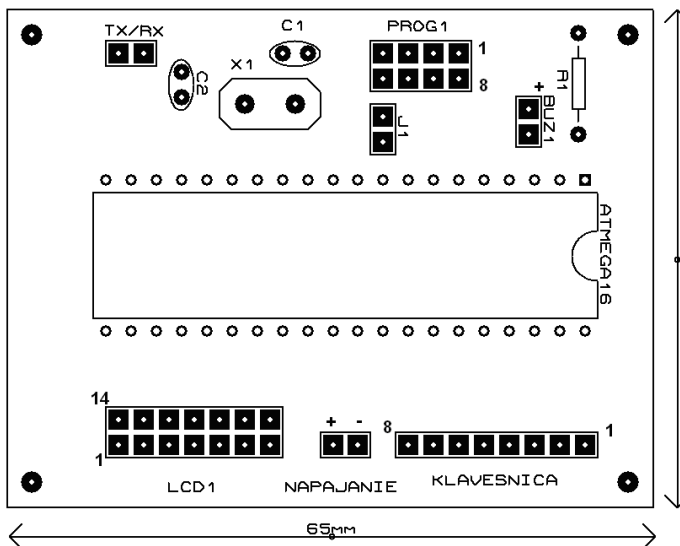 TX/RX
C1
PROG1
1
8
X1
C2
J1
+
BUZ1
R1
ATMEGA16
14
1
LCD1
+ -
NAPAJANIE
8
1
KLAVESNICA
65mm